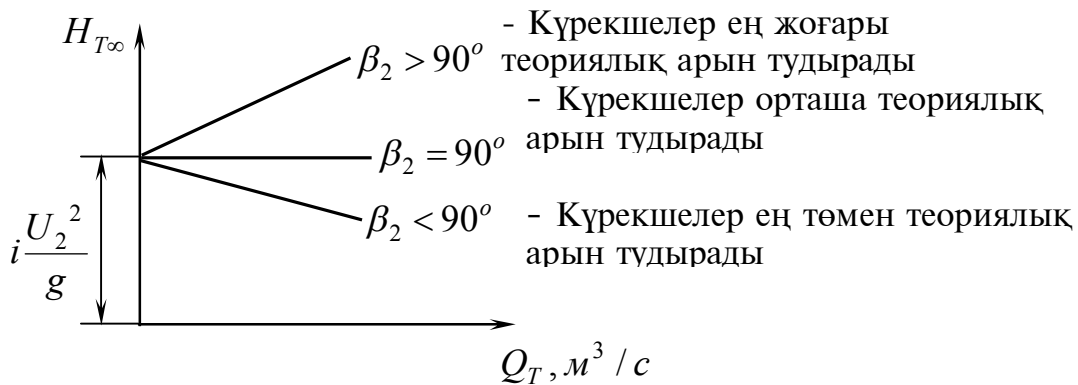 H_{T∞}
- Күрекшелер ең жоғары
β₂ > 90° теориялық арын тудырады
- Күрекшелер орташа теориялық
β₂ = 90° арын тудырады
β₂ < 90° - Күрекшелер ең төмен теориялық
арын тудырады
i U₂² / g
Q_T , м³ / с